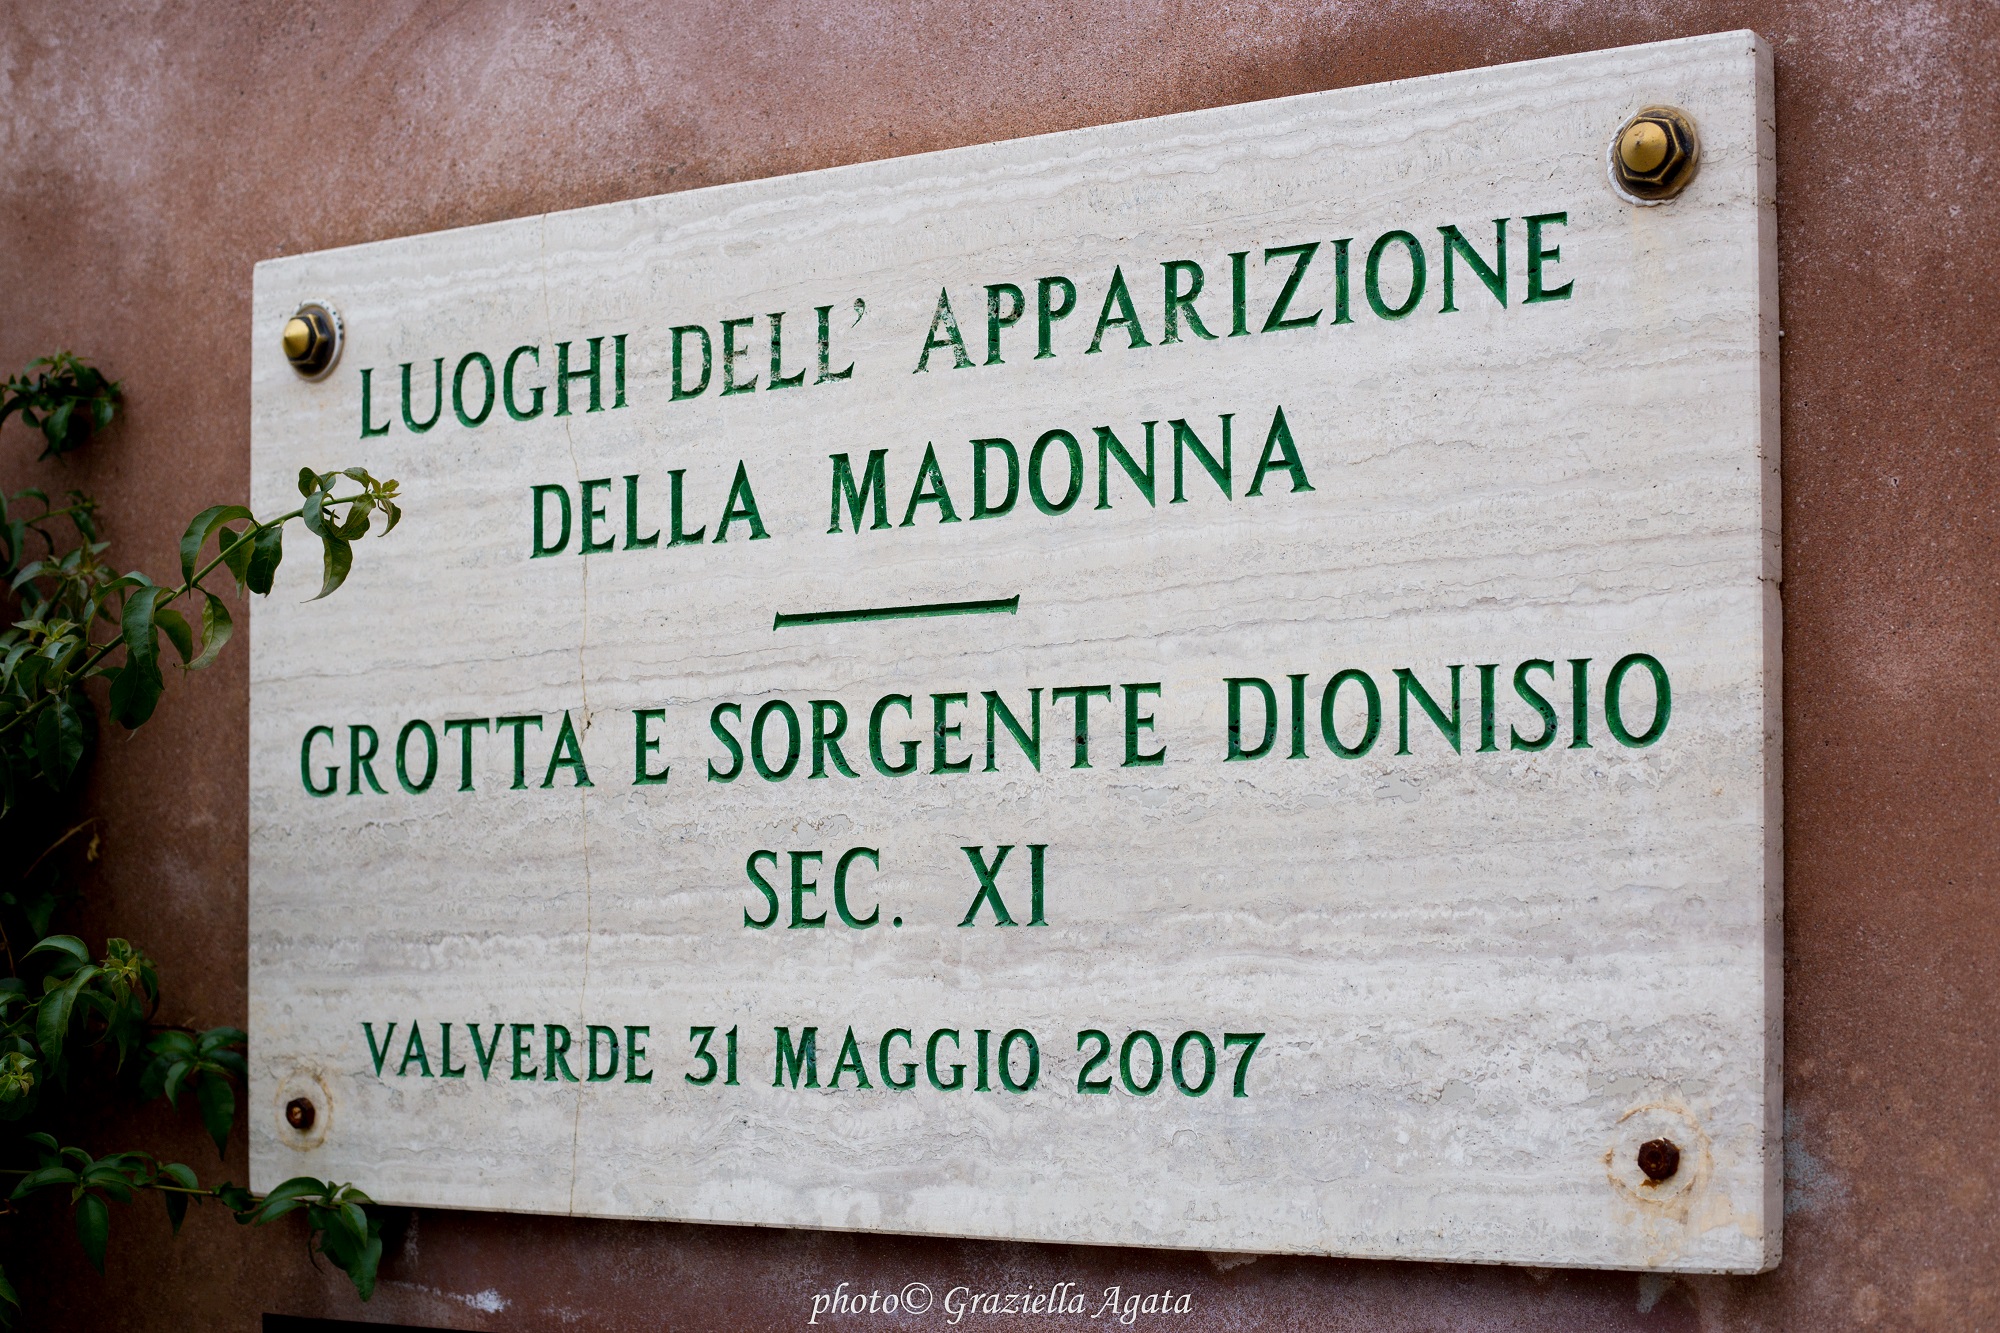 LUOGHI DELL' APPARIZIONE
DELLA MADONNA
GROTTA E SORGENTE DIONISIO
SEC. XI
VALVERDE 31 MAGGIO 2007
photo© Graziella Agata